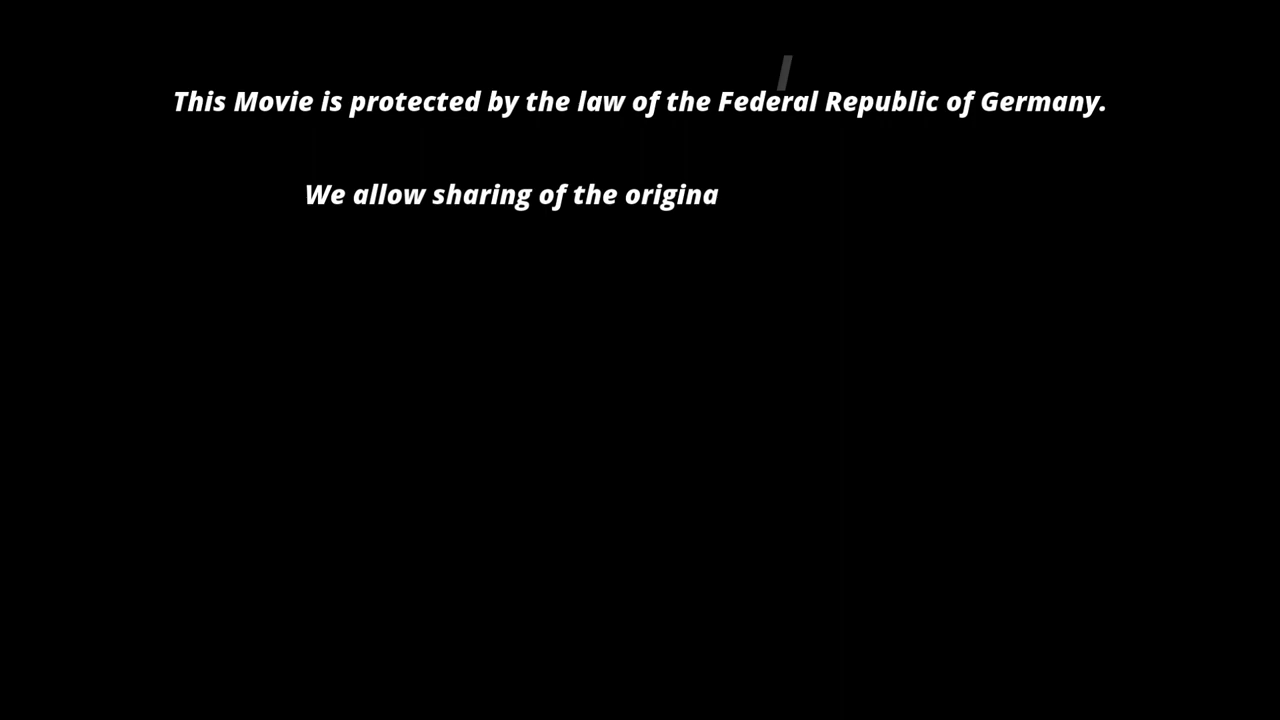 This Movie is protected by the law of the Federal Republic of Germany.
We allow sharing of the origina